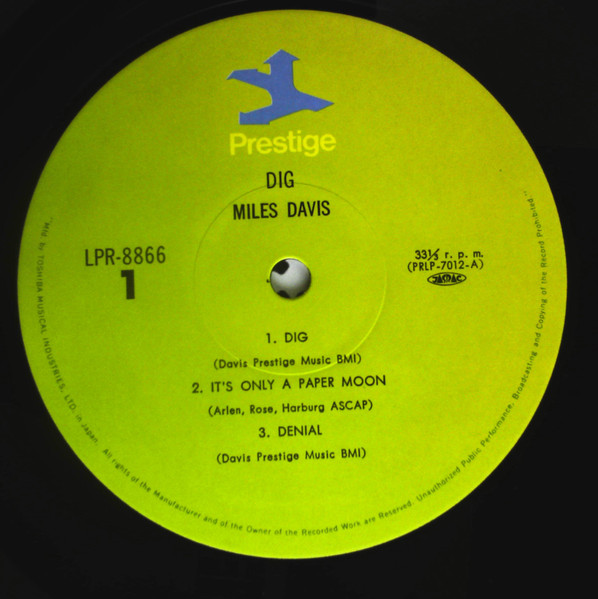 Prestige
DIG
MILES DAVIS
LPR-8866
1
33⅓ r. p. m.
(PRLP-7012-A)
JASRAC
1. DIG
(Davis Prestige Music BMI)
2. IT'S ONLY A PAPER MOON
(Arlen, Rose, Harburg ASCAP)
3. DENIAL
(Davis Prestige Music BMI)
"Mfd by TOSHIBA MUSICAL INDUSTRIES, LTD. in Japan. All rights of the Manufacturer and of the Owner of the Recorded Work are Reserved. Unauthorized Public Performance, Broadcasting and Copying of the Record Prohibited."